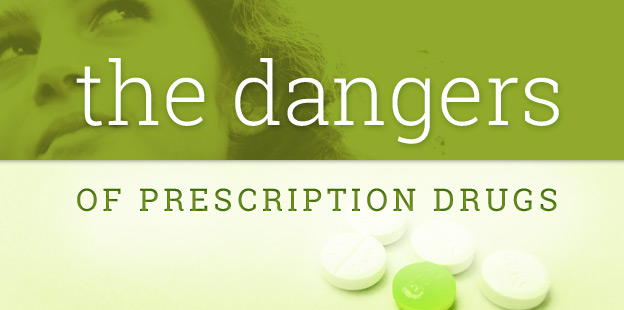 the dangers
OF PRESCRIPTION DRUGS